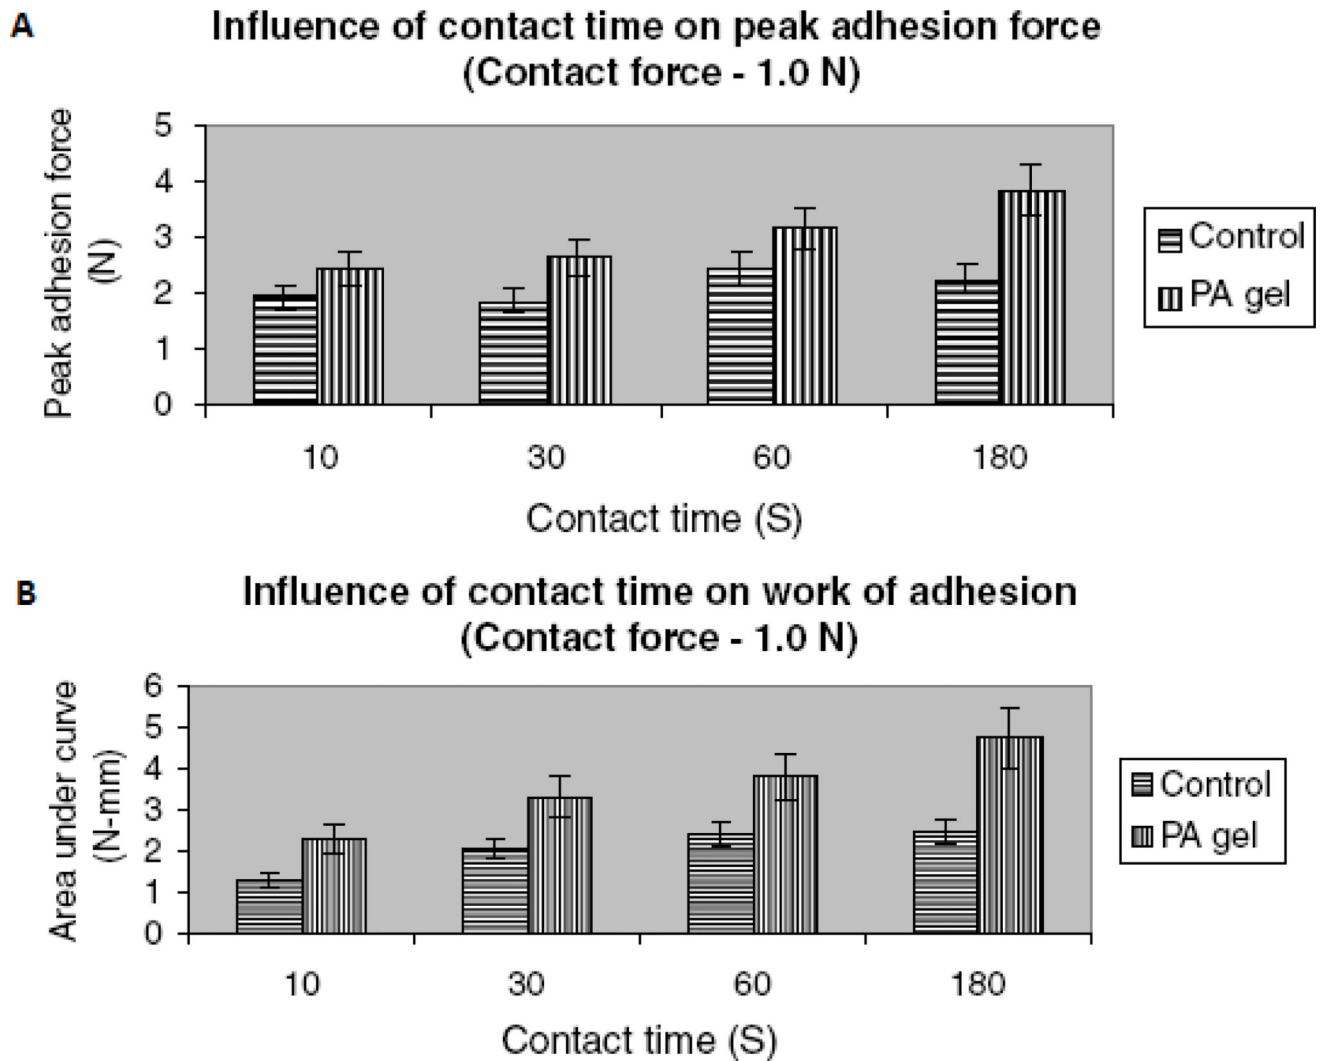 A
Influence of contact time on peak adhesion force
(Contact force - 1.0 N)
Peak adhesion force
(N)
5
4
3
2
1
0
10 30 60 180
Contact time (S)
Control
PA gel
B
Influence of contact time on work of adhesion
(Contact force - 1.0 N)
Area under curve
(N-mm)
6
5
4
3
2
1
0
10 30 60 180
Contact time (S)
Control
PA gel